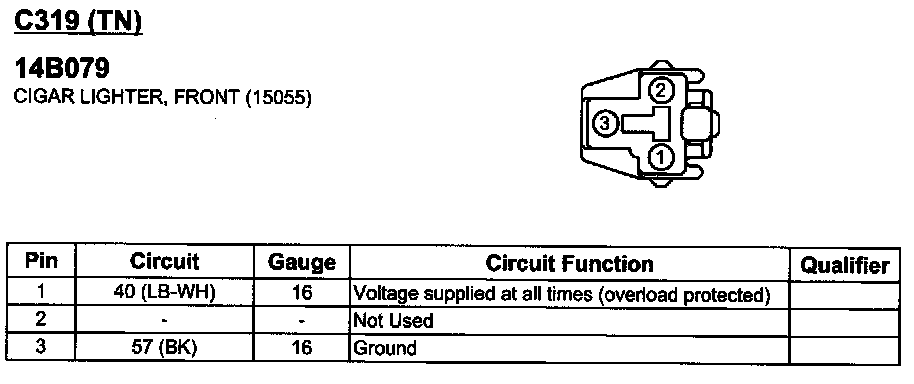 C319 (TN)
14B079
CIGAR LIGHTER, FRONT (15055)
2
3
1
Pin Circuit Gauge Circuit Function Qualifier
1 40 (LB-WH) 16 Voltage supplied at all times (overload protected)
2 - - Not Used
3 57 (BK) 16 Ground